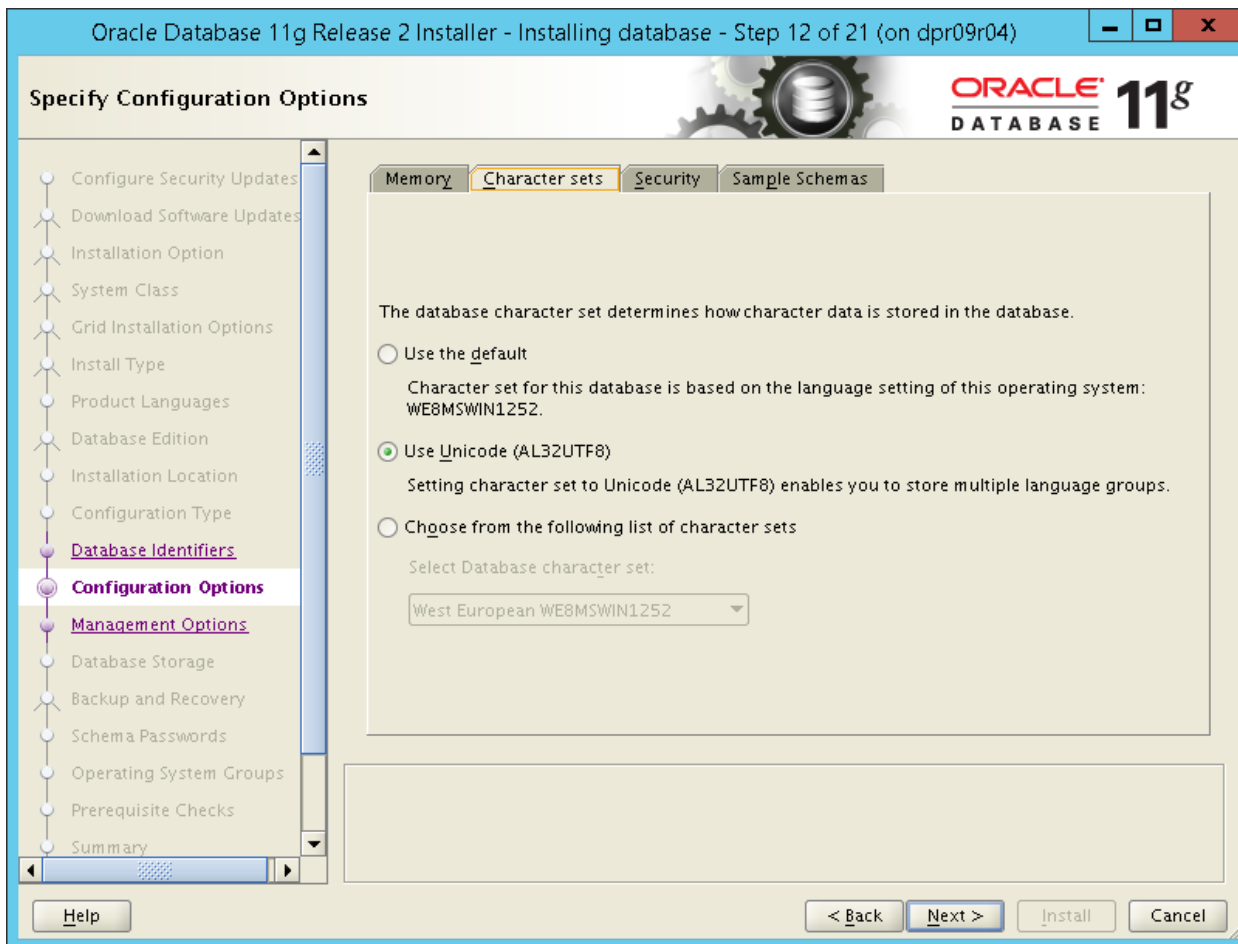 Oracle Database 11g Release 2 Installer - Installing database - Step 12 of 21 (on dpr09r04)
Specify Configuration Options
ORACLE 11g
DATABASE
Configure Security Updates
Download Software Updates
Installation Option
System Class
Grid Installation Options
Install Type
Product Languages
Database Edition
Installation Location
Configuration Type
Database Identifiers
Configuration Options
Management Options
Database Storage
Backup and Recovery
Schema Passwords
Operating System Groups
Prerequisite Checks
Summary
Memory Character sets Security Sample Schemas
The database character set determines how character data is stored in the database.
Use the default
Character set for this database is based on the language setting of this operating system:
WE8MSWIN1252.
Use Unicode (AL32UTF8)
Setting character set to Unicode (AL32UTF8) enables you to store multiple language groups.
Choose from the following list of character sets
Select Database character set:
West European WE8MSWIN1252
Help < Back Next > Install Cancel